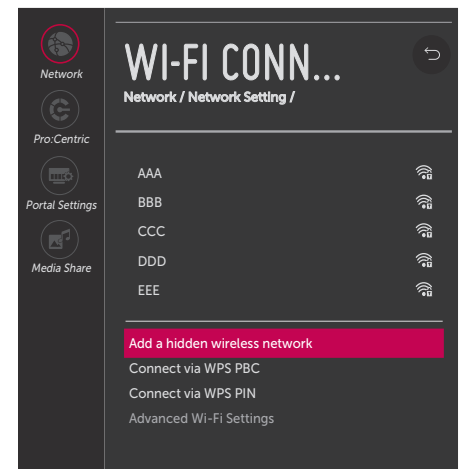 Network
Pro:Centric
Portal Settings
Media Share
WI-FI CONN...
Network / Network Setting /
AAA
BBB
CCC
DDD
EEE
Add a hidden wireless network
Connect via WPS PBC
Connect via WPS PIN
Advanced Wi-Fi Settings